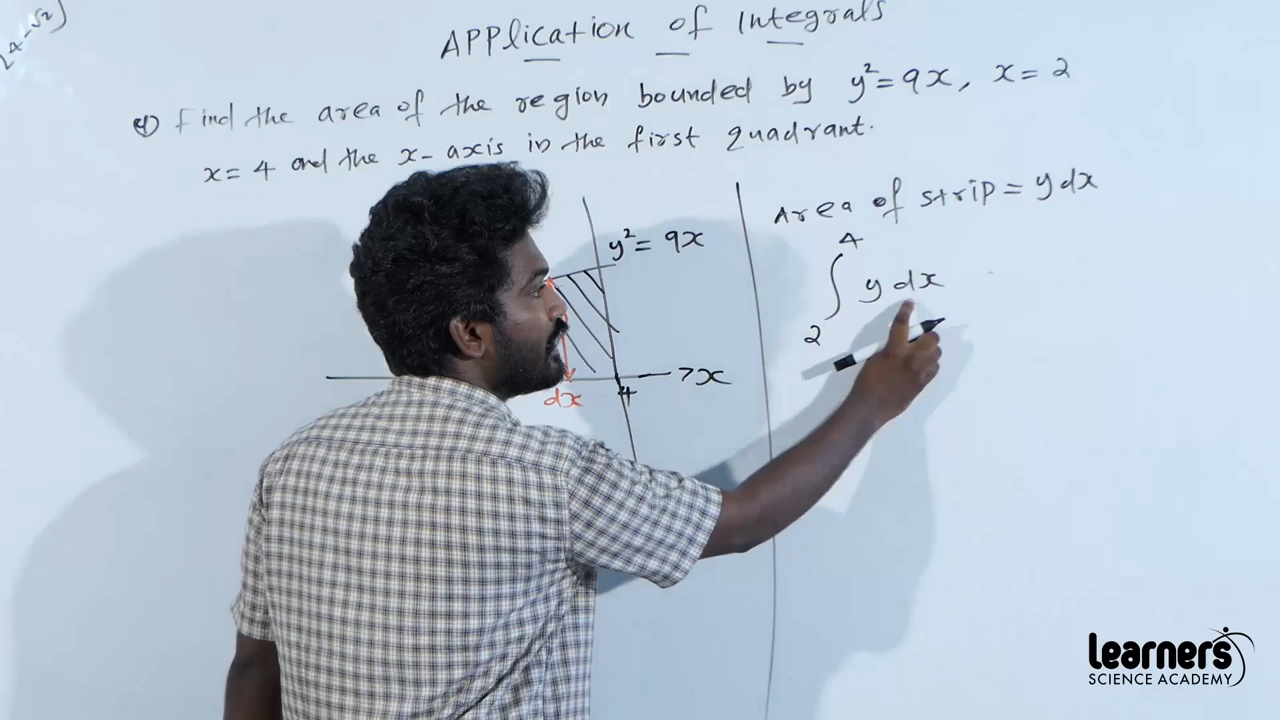 Application of Integrals
Find the area of the region bounded by y²=9x, x=2
x=4 and the x-axis in the first quadrant.
y²=9x
x
dx
4
Area of strip = y dx
4
∫ y dx
2
learners
SCIENCE ACADEMY